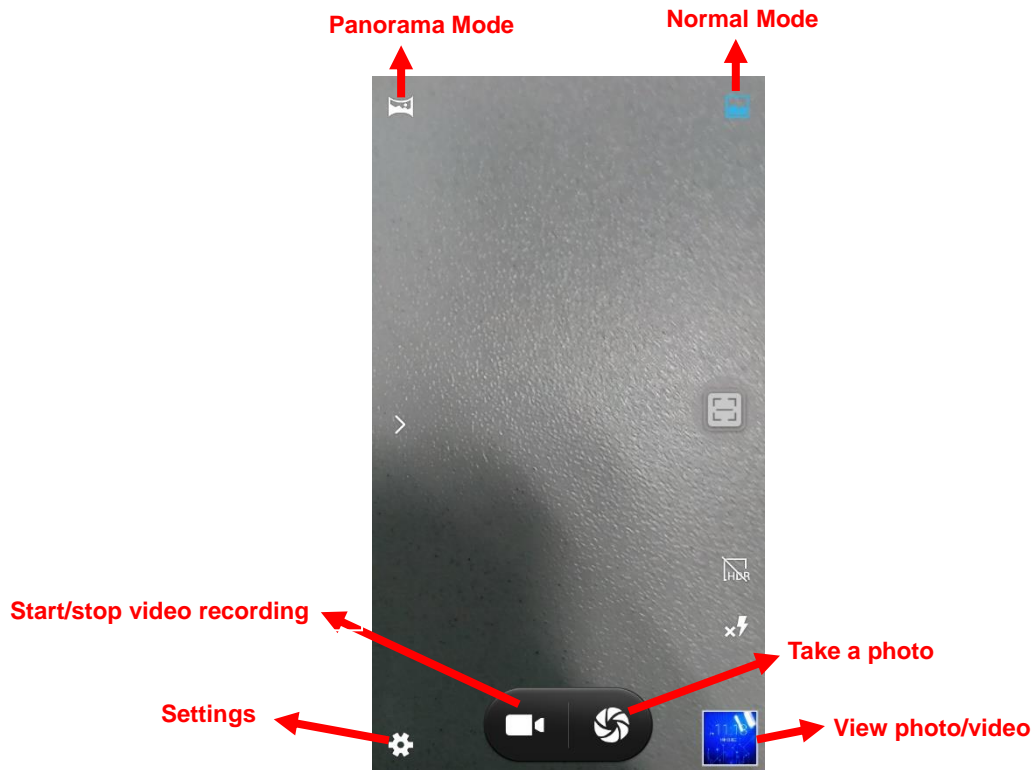 Panorama Mode
Normal Mode
HDR
Start/stop video recording
Take a photo
Settings
View photo/video